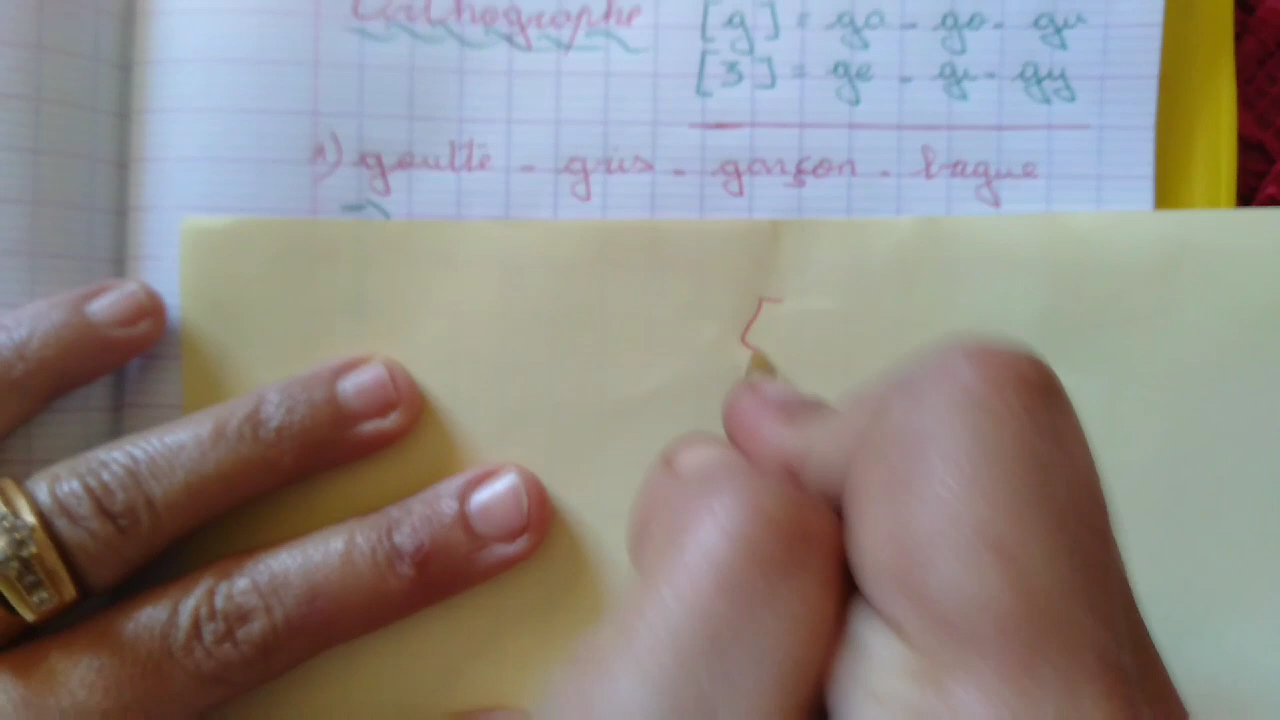 L'orthographe
[g] = ga - go - gu
[ʒ] = ge - gi - gy
1) goutte - gris - garçon - bague